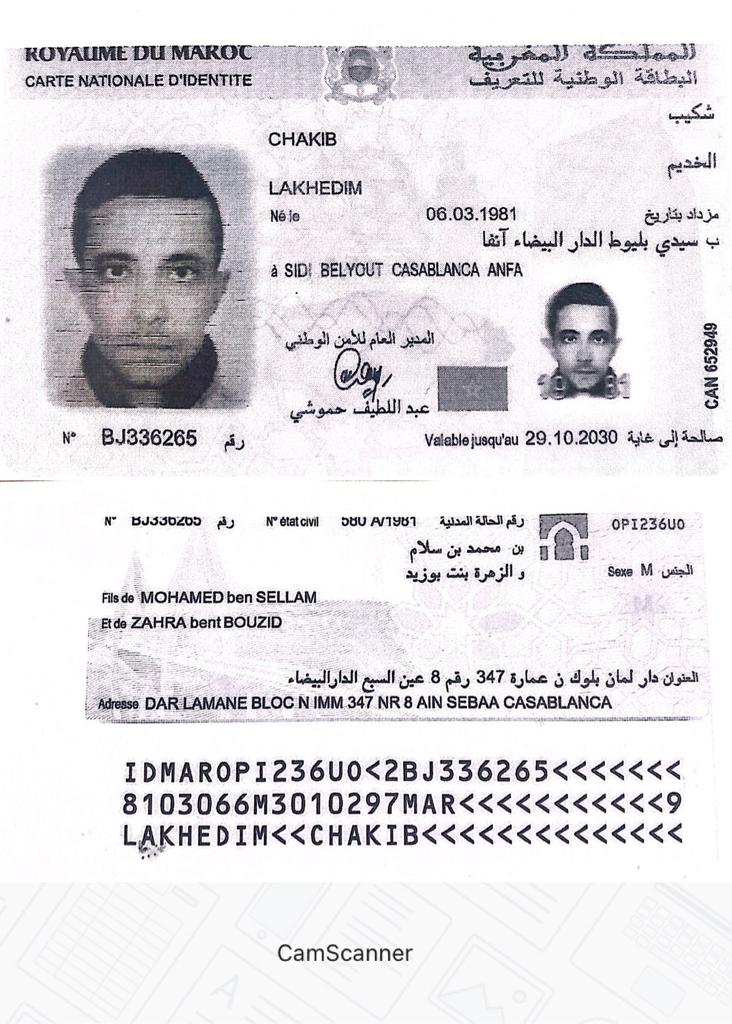 ROYAUME DU MAROC
المملكة المغربية
CARTE NATIONALE D'IDENTITE
البطاقة الوطنية للتعريف
شكيب
CHAKIB
الخديم
LAKHEDIM
Né le 06.03.1981 مزداد بتاريخ
ب سيدي بليوط الدار البيضاء آنفا
à SIDI BELYOUT CASABLANCA ANFA
المدير العام للأمن الوطني
عبد اللطيف حموشي
CAN 652949
N° BJ336265 رقم
Valable jusqu'au 29.10.2030 صالحة إلى غاية
N° BJ336265 رقم N° état civil 580 A/1981 رقم الحالة المدنية
OPI236U0
بن محمد بن سلام
و الزهرة بنت بوزيد
Sexe M الجنس
Fils de MOHAMED ben SELLAM
Et de ZAHRA bent BOUZID
العنوان دار لمان بلوك ن عمارة 347 رقم 8 عين السبع الدارالبيضاء
Adresse DAR LAMANE BLOC N IMM 347 NR 8 AIN SEBAA CASABLANCA
IDMAROPI236U0<2BJ336265<<<<<<<
8103066M3010297MAR<<<<<<<<<<<9
LAKHEDIM<<CHAKIB<<<<<<<<<<<<<<
CamScanner